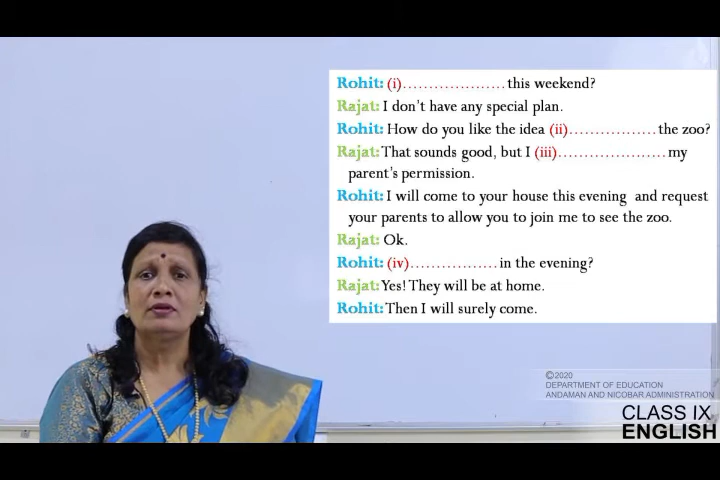 Rohit: (i).................... this weekend?
Rajat: I don't have any special plan.
Rohit: How do you like the idea (ii)................. the zoo?
Rajat: That sounds good, but I (iii)..................... my
parent's permission.
Rohit: I will come to your house this evening and request
your parents to allow you to join me to see the zoo.
Rajat: Ok.
Rohit: (iv)................. in the evening?
Rajat: Yes! They will be at home.
Rohit: Then I will surely come.
©2020
DEPARTMENT OF EDUCATION
ANDAMAN AND NICOBAR ADMINISTRATION
CLASS IX
ENGLISH